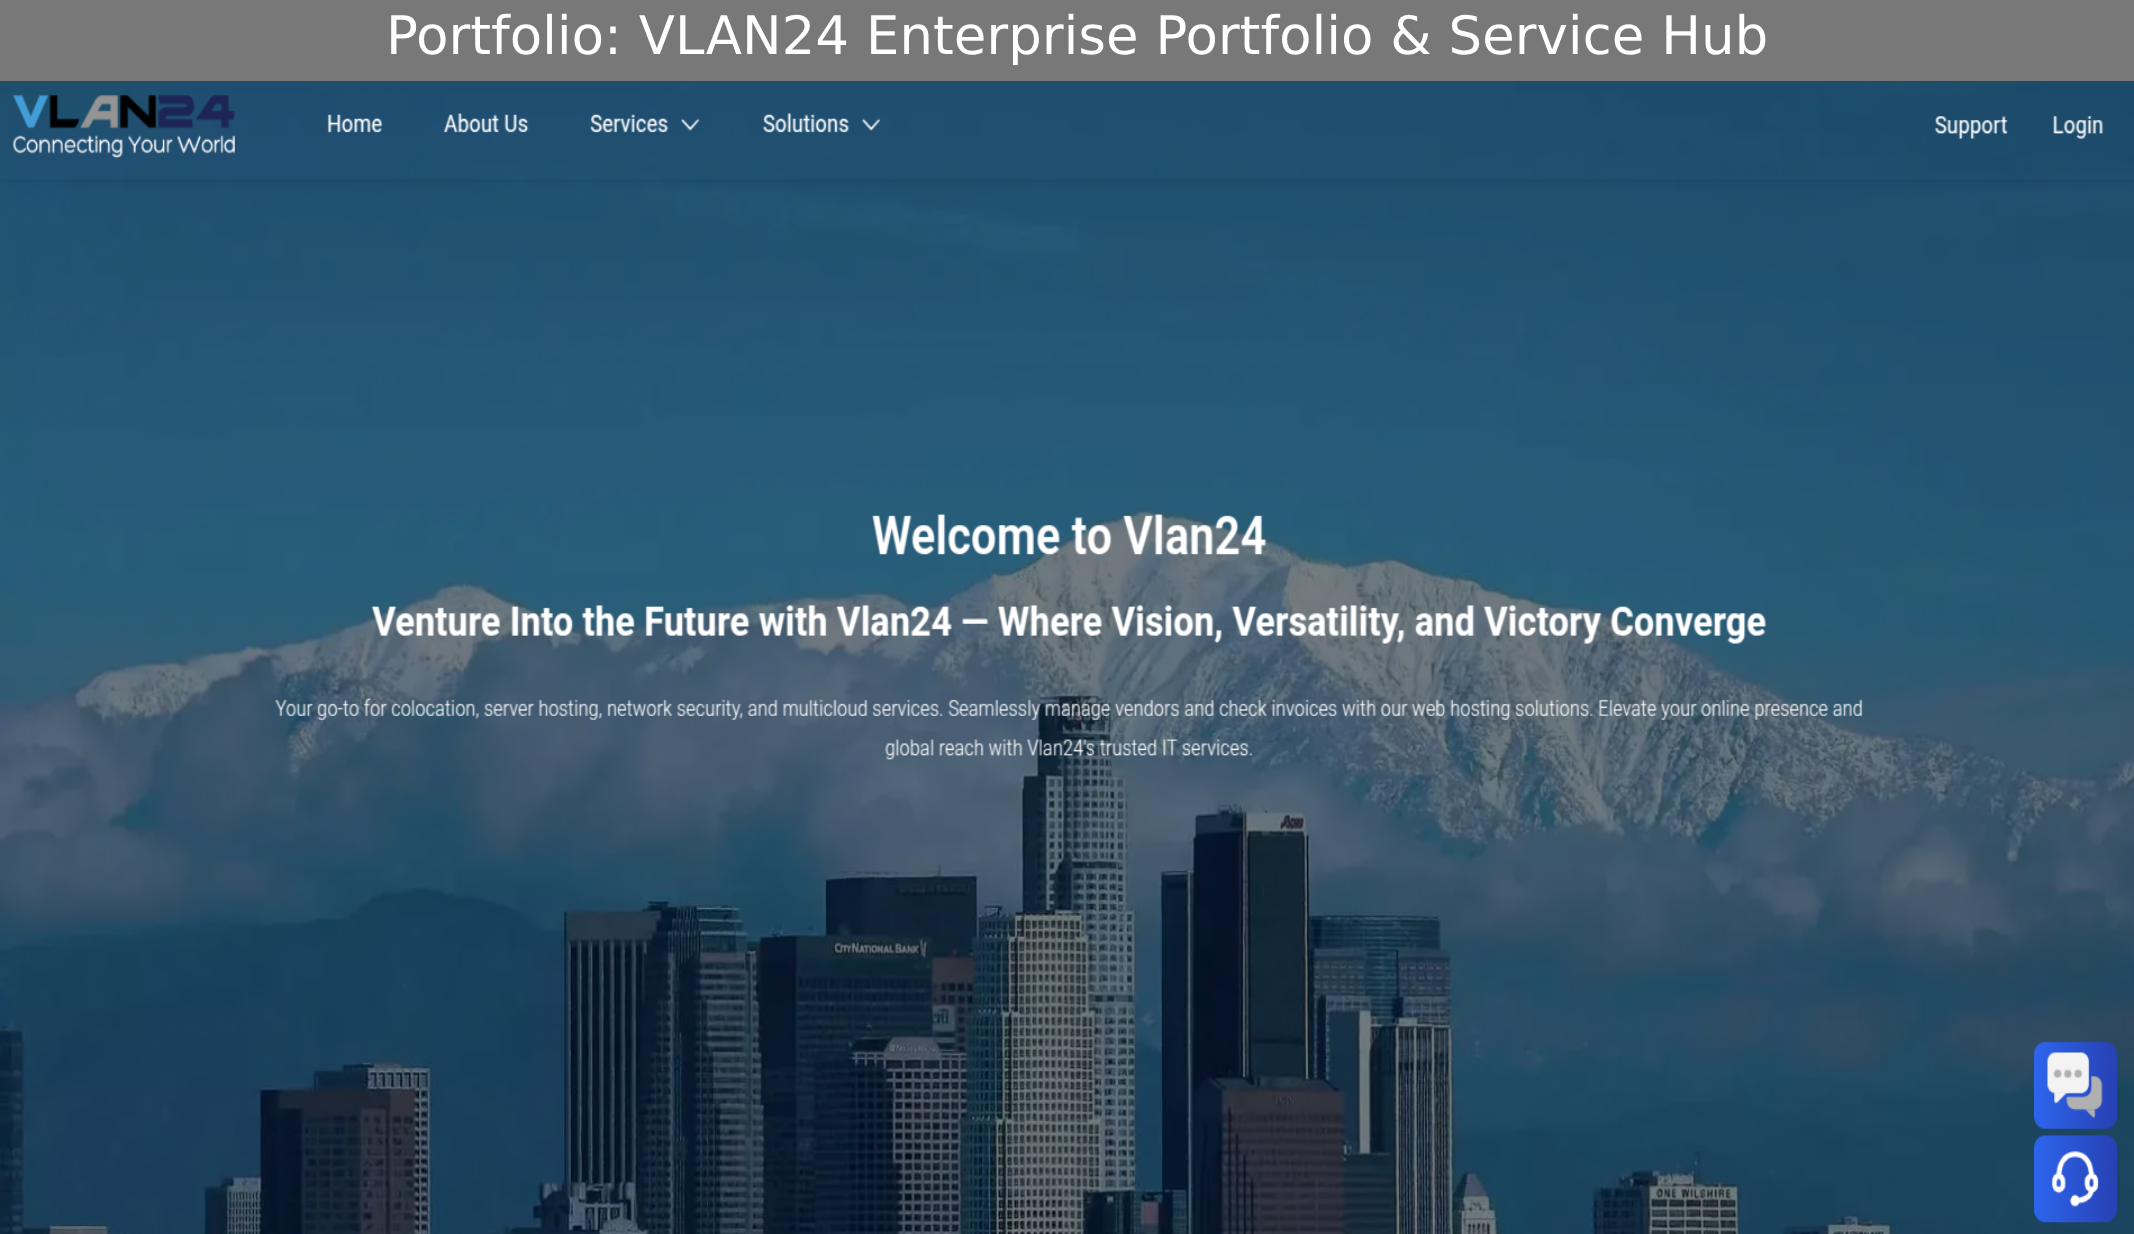 Portfolio: VLAN24 Enterprise Portfolio & Service Hub
VLAN24
Connecting Your World
Home
About Us
Services
Solutions
Support
Login
Welcome to Vlan24
Venture Into the Future with Vlan24 — Where Vision, Versatility, and Victory Converge
Your go-to for colocation, server hosting, network security, and multicloud services. Seamlessly manage vendors and check invoices with our web hosting solutions. Elevate your online presence and
global reach with Vlan24's trusted IT services.
Aon
CITY NATIONAL BANK
citi
ONE WILSHIRE